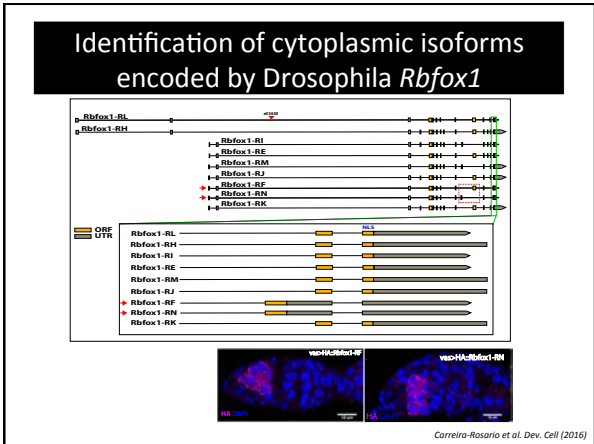 Identification of cytoplasmic isoforms
encoded by Drosophila Rbfox1
Rbfox1-RL
Rbfox1-RH
Rbfox1-RI
Rbfox1-RE
Rbfox1-RM
Rbfox1-RJ
Rbfox1-RF
Rbfox1-RN
Rbfox1-RK
ORF
UTR
NLS
Rbfox1-RL
Rbfox1-RH
Rbfox1-RI
Rbfox1-RE
Rbfox1-RM
Rbfox1-RJ
Rbfox1-RF
Rbfox1-RN
Rbfox1-RK
vas>HA::Rbfox1-RF
vas>HA::Rbfox1-RN
HA DAPI
HA DAPI
Carreira-Rosario et al. Dev. Cell (2016)